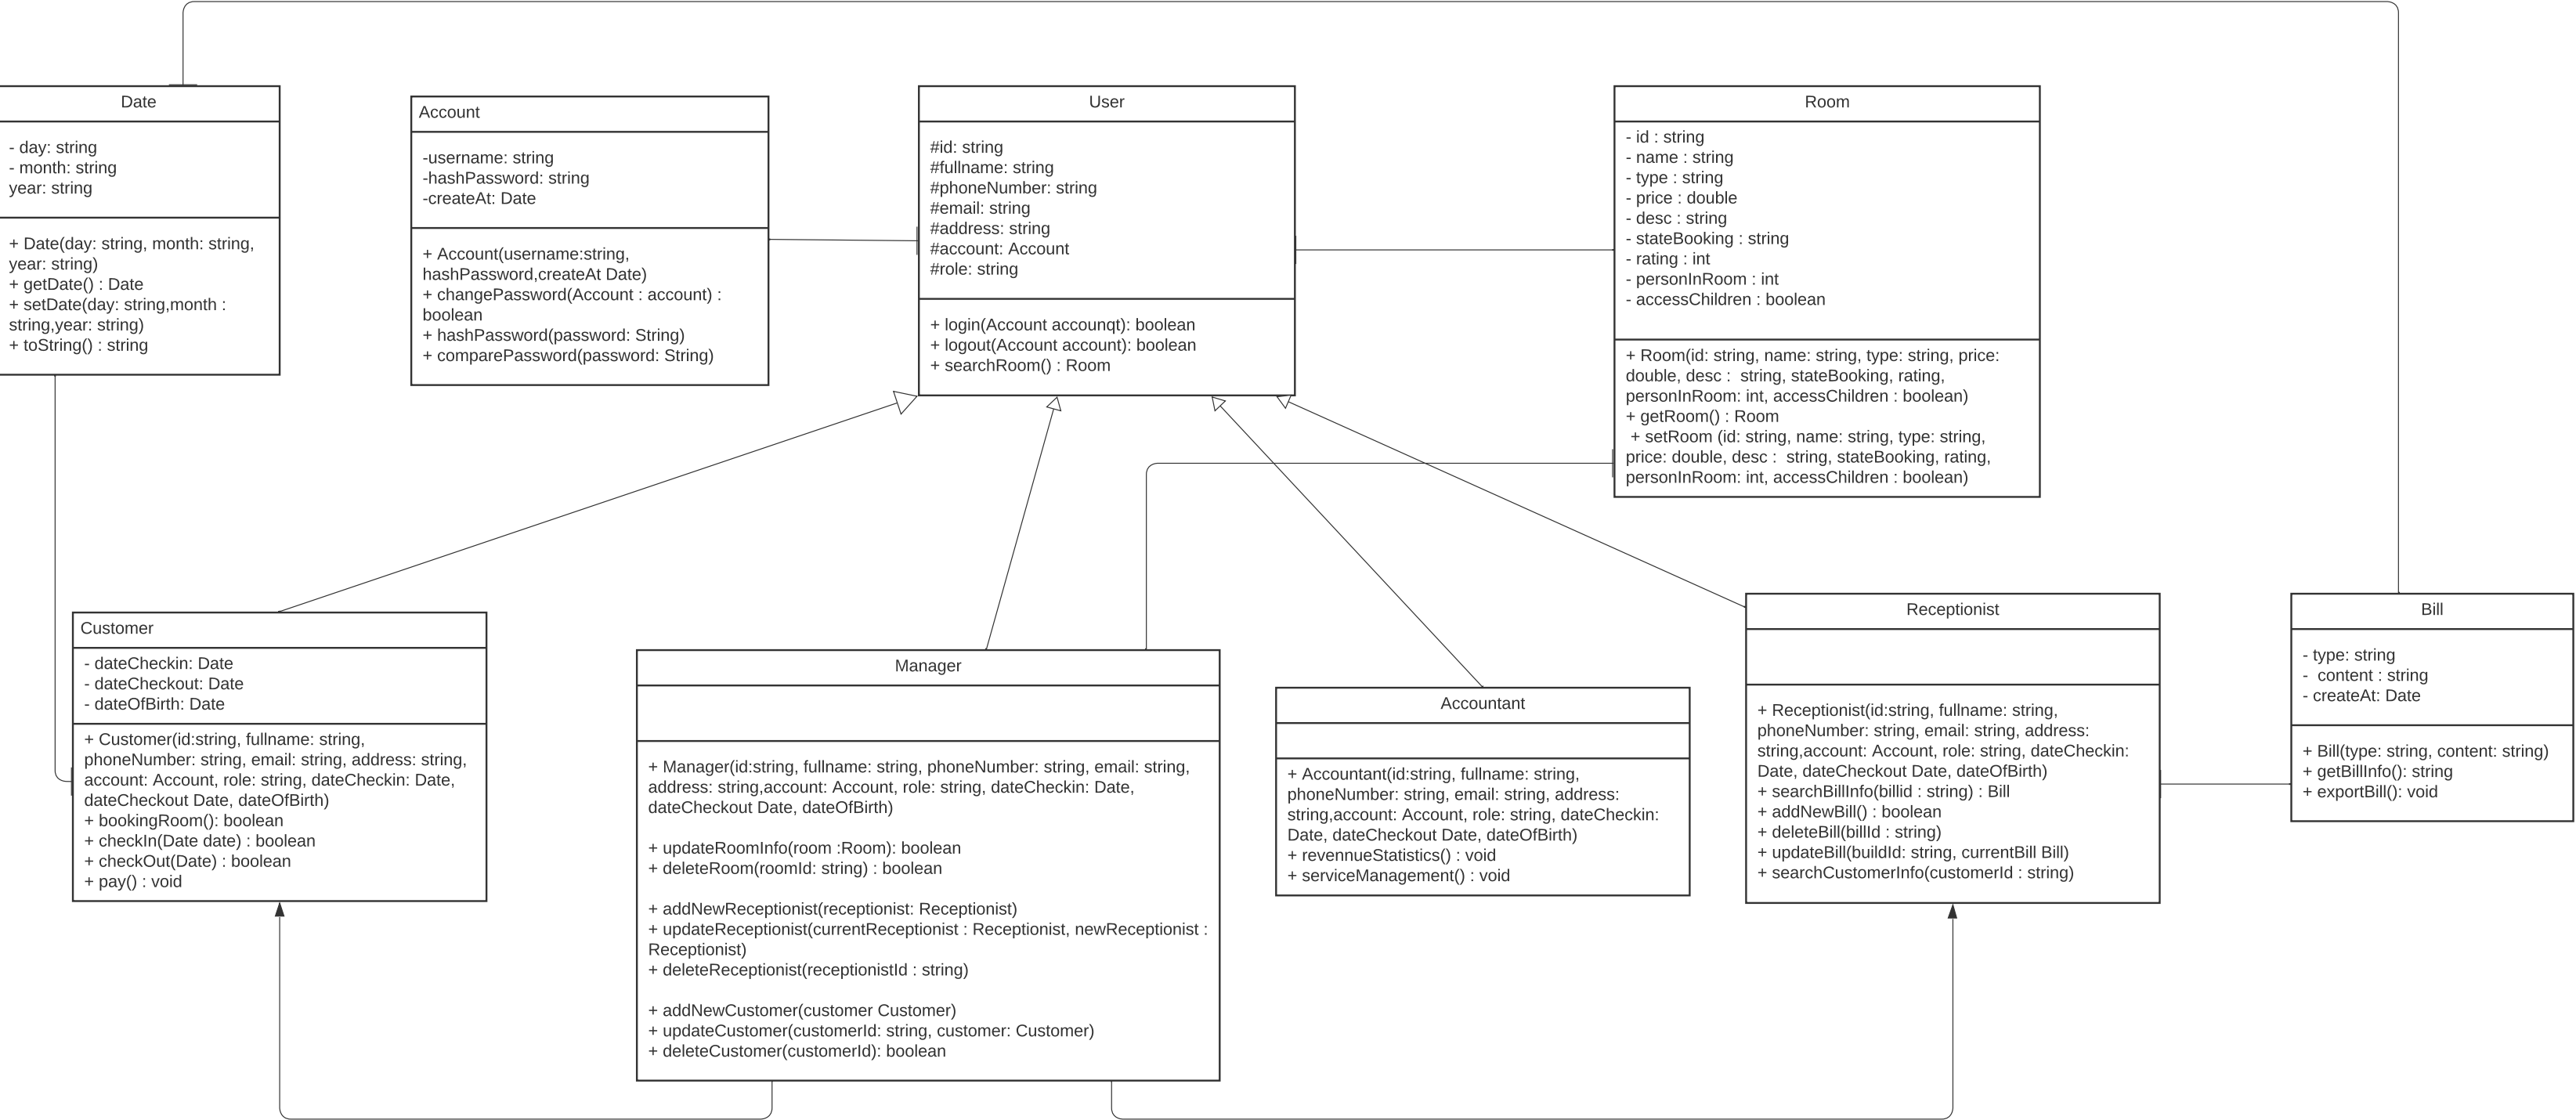 Date
- day: string
- month: string
year: string
+ Date(day: string, month: string,
year: string)
+ getDate() : Date
+ setDate(day: string,month :
string,year: string)
+ toString() : string
Account
-username: string
-hashPassword: string
-createAt: Date
+ Account(username:string,
hashPassword,createAt Date)
+ changePassword(Account : account) :
boolean
+ hashPassword(password: String)
+ comparePassword(password: String)
User
#id: string
#fullname: string
#phoneNumber: string
#email: string
#address: string
#account: Account
#role: string
+ login(Account accounqt): boolean
+ logout(Account account): boolean
+ searchRoom() : Room
Room
- id : string
- name : string
- type : string
- price : double
- desc : string
- stateBooking : string
- rating : int
- personInRoom : int
- accessChildren : boolean
+ Room(id: string, name: string, type: string, price:
double, desc :  string, stateBooking, rating,
personInRoom: int, accessChildren : boolean)
+ getRoom() : Room
+ setRoom (id: string, name: string, type: string,
price: double, desc :  string, stateBooking, rating,
personInRoom: int, accessChildren : boolean)
Customer
- dateCheckin: Date
- dateCheckout: Date
- dateOfBirth: Date
+ Customer(id:string, fullname: string,
phoneNumber: string, email: string, address: string,
account: Account, role: string, dateCheckin: Date,
dateCheckout Date, dateOfBirth)
+ bookingRoom(): boolean
+ checkIn(Date date) : boolean
+ checkOut(Date) : boolean
+ pay() : void
Manager
+ Manager(id:string, fullname: string, phoneNumber: string, email: string,
address: string,account: Account, role: string, dateCheckin: Date,
dateCheckout Date, dateOfBirth)
+ updateRoomInfo(room :Room): boolean
+ deleteRoom(roomId: string) : boolean
+ addNewReceptionist(receptionist: Receptionist)
+ updateReceptionist(currentReceptionist : Receptionist, newReceptionist :
Receptionist)
+ deleteReceptionist(receptionistId : string)
+ addNewCustomer(customer Customer)
+ updateCustomer(customerId: string, customer: Customer)
+ deleteCustomer(customerId): boolean
Accountant
+ Accountant(id:string, fullname: string,
phoneNumber: string, email: string, address:
string,account: Account, role: string, dateCheckin:
Date, dateCheckout Date, dateOfBirth)
+ revennueStatistics() : void
+ serviceManagement() : void
Receptionist
+ Receptionist(id:string, fullname: string,
phoneNumber: string, email: string, address:
string,account: Account, role: string, dateCheckin:
Date, dateCheckout Date, dateOfBirth)
+ searchBillInfo(billid : string) : Bill
+ addNewBill() : boolean
+ deleteBill(billId : string)
+ updateBill(buildId: string, currentBill Bill)
+ searchCustomerInfo(customerId : string)
Bill
- type: string
-  content : string
- createAt: Date
+ Bill(type: string, content: string)
+ getBillInfo(): string
+ exportBill(): void